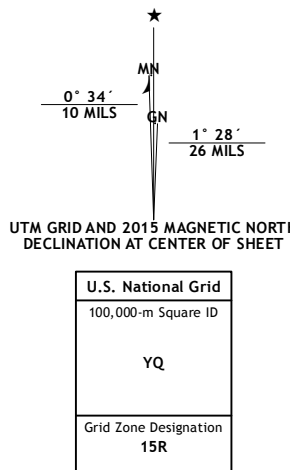 MN
0° 34´
10 MILS
GN
1° 28´
26 MILS
UTM GRID AND 2015 MAGNETIC NORTH
DECLINATION AT CENTER OF SHEET
U.S. National Grid
100,000-m Square ID
YQ
Grid Zone Designation
15R